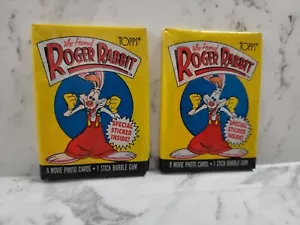 TOPPS®
Who Framed
ROGER RABBIT
SPECIAL
STICKER
INSIDE!
9 MOVIE PHOTO CARDS • 1 STICK BUBBLE GUM
TOPPS®
Who Framed
ROGER RABBIT
SPECIAL
STICKER
INSIDE!
9 MOVIE PHOTO CARDS • 1 STICK BUBBLE GUM